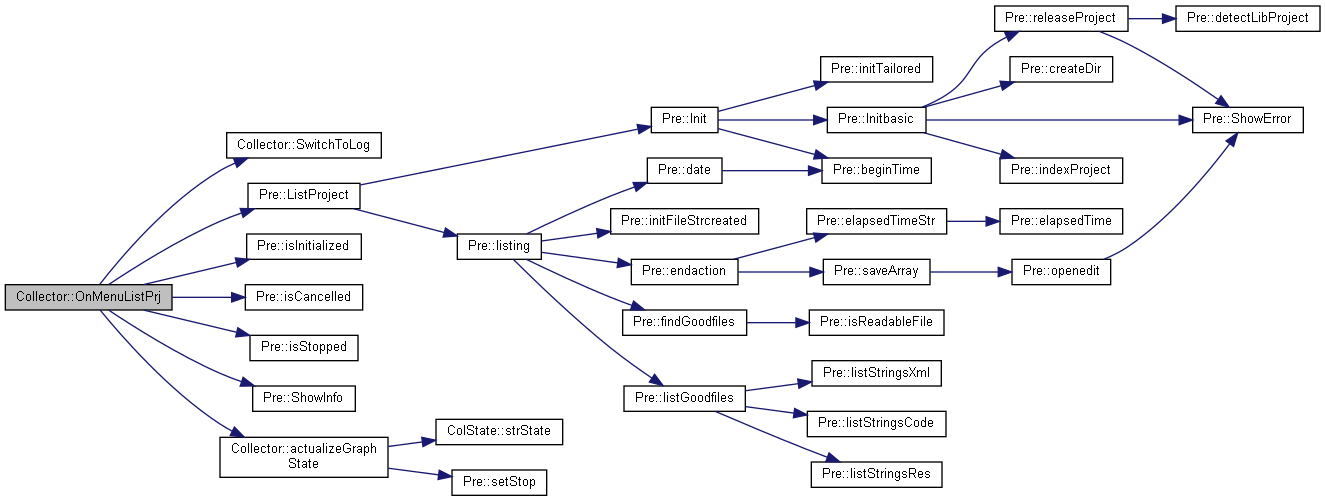 Collector::OnMenuListPrj
Collector::SwitchToLog
Pre::ListProject
Pre::isInitialized
Pre::isCancelled
Pre::isStopped
Pre::ShowInfo
Collector::actualizeGraph
State
ColState::strState
Pre::setStop
Pre::Init
Pre::listing
Pre::initTailored
Pre::Initbasic
Pre::beginTime
Pre::releaseProject
Pre::createDir
Pre::ShowError
Pre::indexProject
Pre::detectLibProject
Pre::date
Pre::initFileStrcreated
Pre::endaction
Pre::findGoodfiles
Pre::listGoodfiles
Pre::elapsedTimeStr
Pre::elapsedTime
Pre::saveArray
Pre::openedit
Pre::isReadableFile
Pre::listStringsXml
Pre::listStringsCode
Pre::listStringsRes